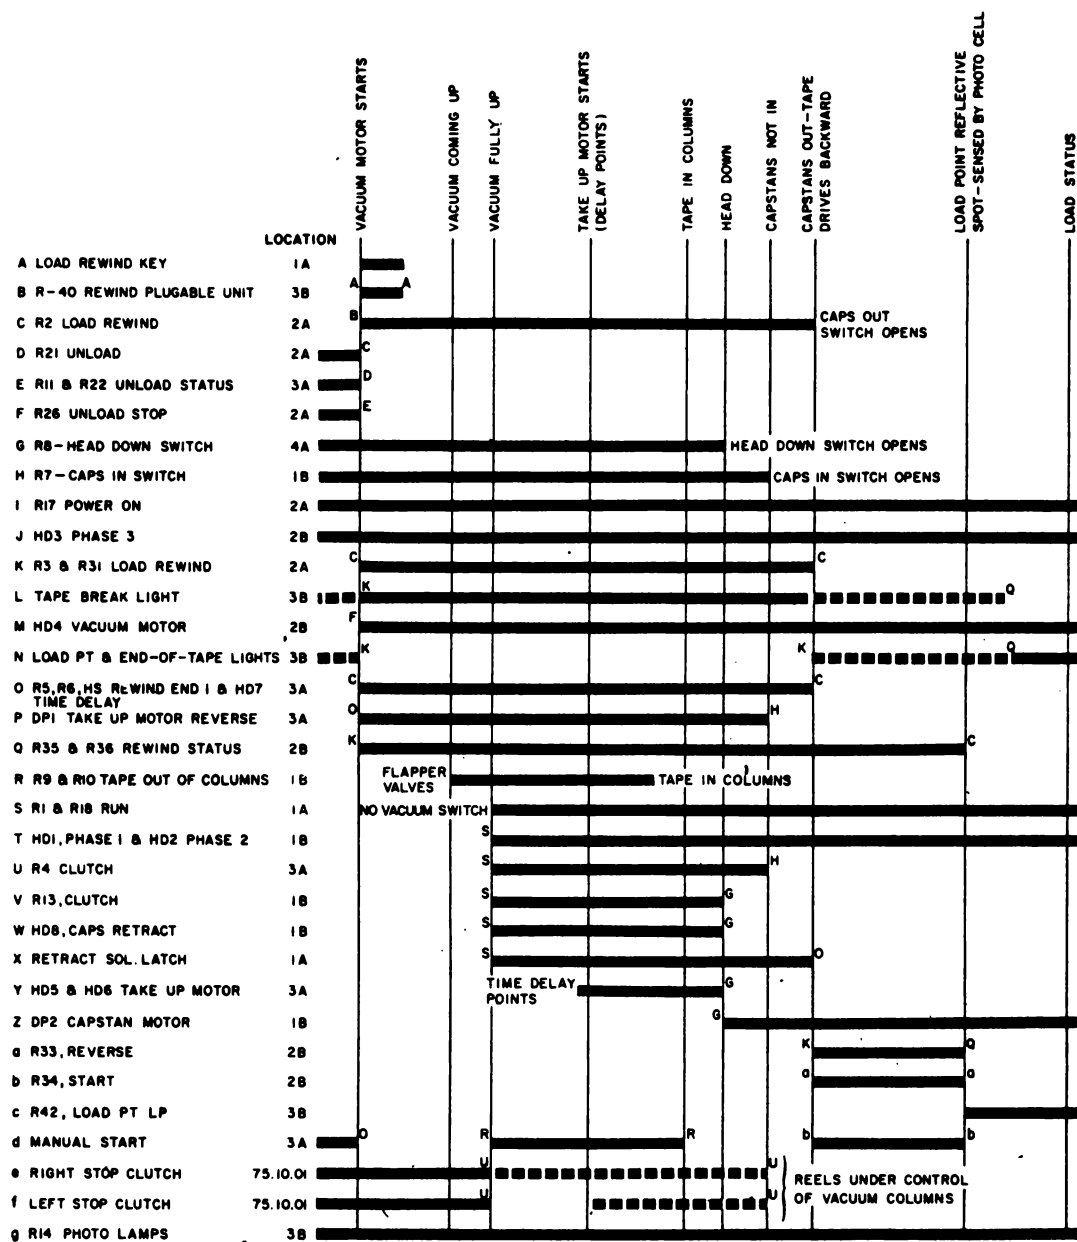 VACUUM MOTOR STARTS
VACUUM COMING UP
VACUUM FULLY UP
TAKE UP MOTOR STARTS
(DELAY POINTS)
TAPE IN COLUMNS
HEAD DOWN
CAPSTANS NOT IN
CAPSTANS OUT-TAPE
DRIVES BACKWARD
LOAD POINT REFLECTIVE
SPOT-SENSED BY PHOTO CELL
LOAD STATUS
LOCATION
A LOAD REWIND KEY 1A
B R-40 REWIND PLUGABLE UNIT 3B A A
C R2 LOAD REWIND 2A B CAPS OUT
SWITCH OPENS
D R21 UNLOAD 2A C
E R11 & R22 UNLOAD STATUS 3A D
F R26 UNLOAD STOP 2A E
G R8-HEAD DOWN SWITCH 4A HEAD DOWN SWITCH OPENS
H R7-CAPS IN SWITCH 1B CAPS IN SWITCH OPENS
I R17 POWER ON 2A
J HD3 PHASE 3 2B
K R3 & R31 LOAD REWIND 2A C C
L TAPE BREAK LIGHT 3B K Q
M HD4 VACUUM MOTOR 2B F
N LOAD PT & END-OF-TAPE LIGHTS 3B K K Q
O R5,R6,HS REWIND END 1 & HD7 3A C C
TIME DELAY
P DP1 TAKE UP MOTOR REVERSE 3A O H
Q R35 & R36 REWIND STATUS 2B K C
R R9 & R10 TAPE OUT OF COLUMNS 1B FLAPPER
VALVES TAPE IN COLUMNS
S R1 & R18 RUN 1A NO VACUUM SWITCH
T HD1, PHASE 1 & HD2 PHASE 2 1B S
U R4 CLUTCH 3A S H
V R13, CLUTCH 1B S G
W HD8, CAPS RETRACT 1B S G
X RETRACT SOL. LATCH 1A S O
Y HD5 & HD6 TAKE UP MOTOR 3A TIME DELAY
POINTS G
Z DP2 CAPSTAN MOTOR 1B G
a R33, REVERSE 2B K Q
b R34, START 2B a a
c R42, LOAD PT LP 3B
d MANUAL START 3A O R R b b
e RIGHT STOP CLUTCH 75.10.01 U U
REELS UNDER CONTROL
OF VACUUM COLUMNS
f LEFT STOP CLUTCH 75.10.01 U U
g R14 PHOTO LAMPS 3B